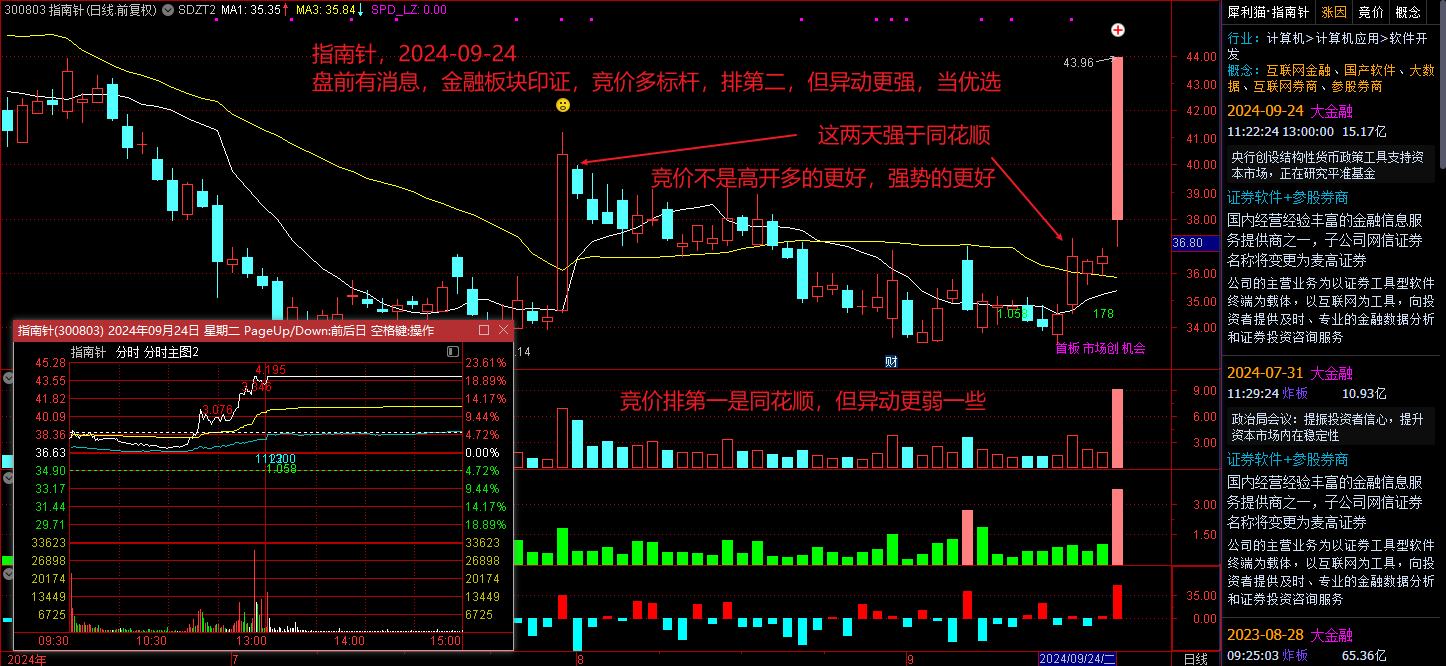 300803 指南针(日线.前复权) SDZT2 MA1: 35.35↑ MA3: 35.84↓ SPD_LZ: 0.00
指南针，2024-09-24
盘前有消息，金融板块印证，竞价多标杆，排第二，但异动更强，当优选
这两天强于同花顺
竞价不是高开多的更好，强势的更好
43.96
44.00
43.00
42.00
41.00
40.00
39.00
38.00
36.80
36.00
35.00
34.00
1.058
178
首板 市场创 机会
财
竞价排第一是同花顺，但异动更弱一些
9.00
6.00
3.00
3.00
1.50
35.00
0.00
2024年
7
8
9
2024/09/24/二
日线
指南针(300803) 2024年09月24日 星期二 PageUp/Down:前后日 空格键:操作
指南针 分时 分时主图2
.14
45.28
43.55
41.82
40.09
38.36
36.63
34.90
33.17
31.44
29.71
33623
26898
20174
13449
6725
23.61%
18.89%
14.17%
9.44%
4.72%
0.00%
4.72%
9.44%
14.17%
18.89%
33623
26898
20174
13449
6725
4.195
3.076
1.058
09:30
10:30
13:00
14:00
15:00
犀利猫·指南针 涨因 竞价 概念
行业: 计算机>计算机应用>软件开
发
概念: 互联网金融、国产软件、大数
据、互联网券商、参股券商
2024-09-24 大金融
11:22:24 13:00:00 15.17亿
央行创设结构性货币政策工具支持资
本市场，正在研究平准基金
证券软件+参股券商
国内经营经验丰富的金融信息服
务提供商之一，子公司网信证券
名称将变更为麦高证券
公司的主营业务为以证券工具型软件
终端为载体，以互联网为工具，向投
资者提供及时、专业的金融数据分析
和证券投资咨询服务
2024-07-31 大金融
11:29:24 炸板 10.93亿
政治局会议：提振投资者信心，提升
资本市场内在稳定性
证券软件+参股券商
国内经营经验丰富的金融信息服
务提供商之一，子公司网信证券
名称将变更为麦高证券
公司的主营业务为以证券工具型软件
终端为载体，以互联网为工具，向投
资者提供及时、专业的金融数据分析
和证券投资咨询服务
2023-08-28 大金融
09:25:03 炸板 65.36亿